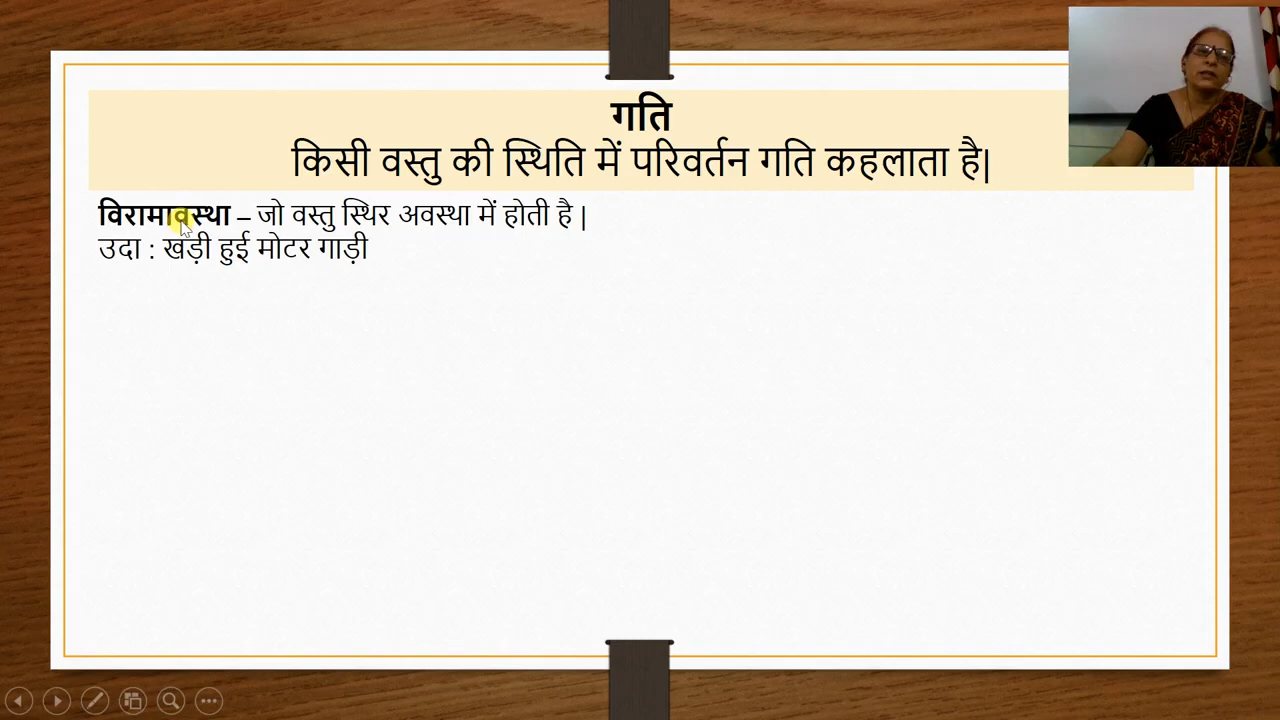 गति
किसी वस्तु की स्थिति में परिवर्तन गति कहलाता है|
विरामावस्था – जो वस्तु स्थिर अवस्था में होती है |
उदा : खड़ी हुई मोटर गाड़ी